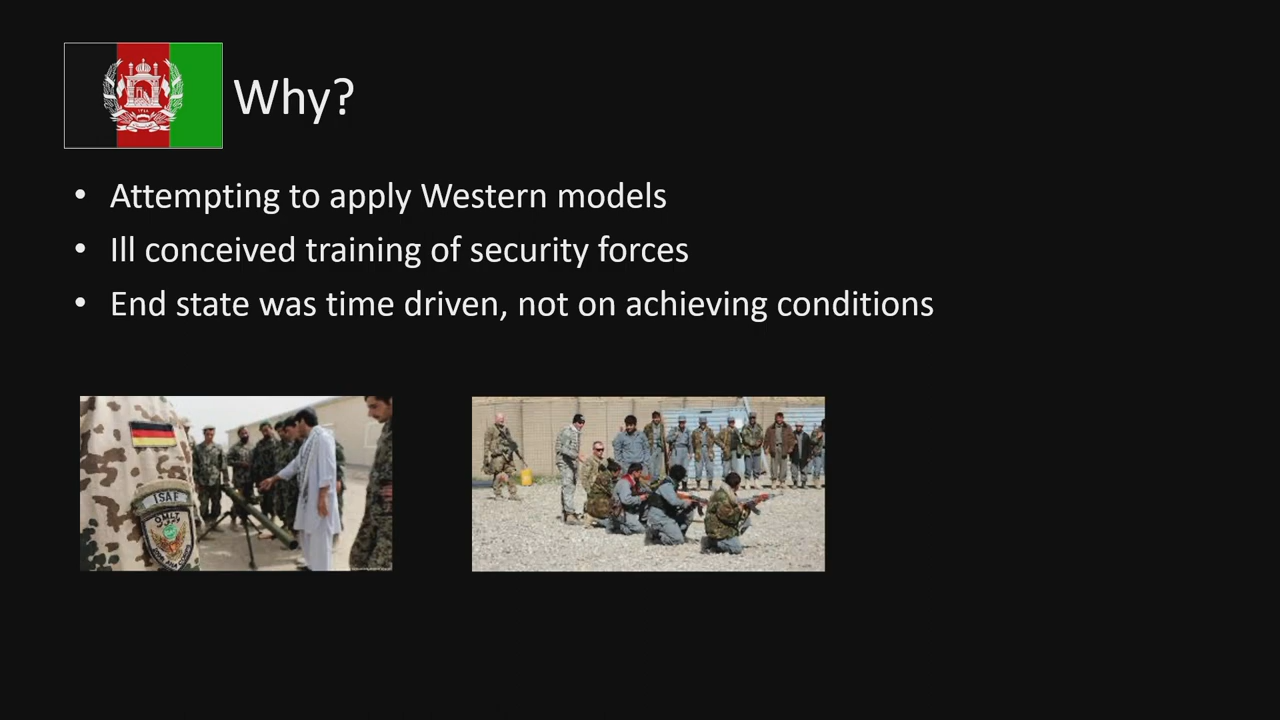 Why?
• Attempting to apply Western models
• Ill conceived training of security forces
• End state was time driven, not on achieving conditions
ISAF